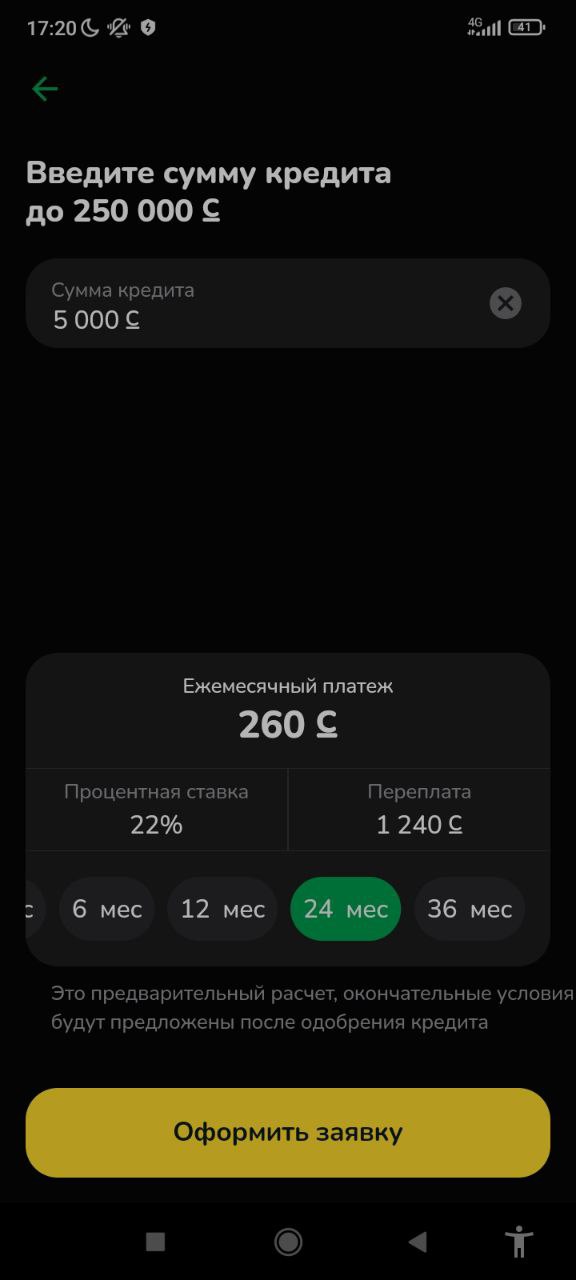 17:20
4G
41
Введите сумму кредита
до 250 000 С
Сумма кредита
5 000 С
Ежемесячный платеж
260 С
Процентная ставка
22%
Переплата
1 240 С
с
6 мес
12 мес
24 мес
36 мес
Это предварительный расчет, окончательные условия
будут предложены после одобрения кредита
Оформить заявку